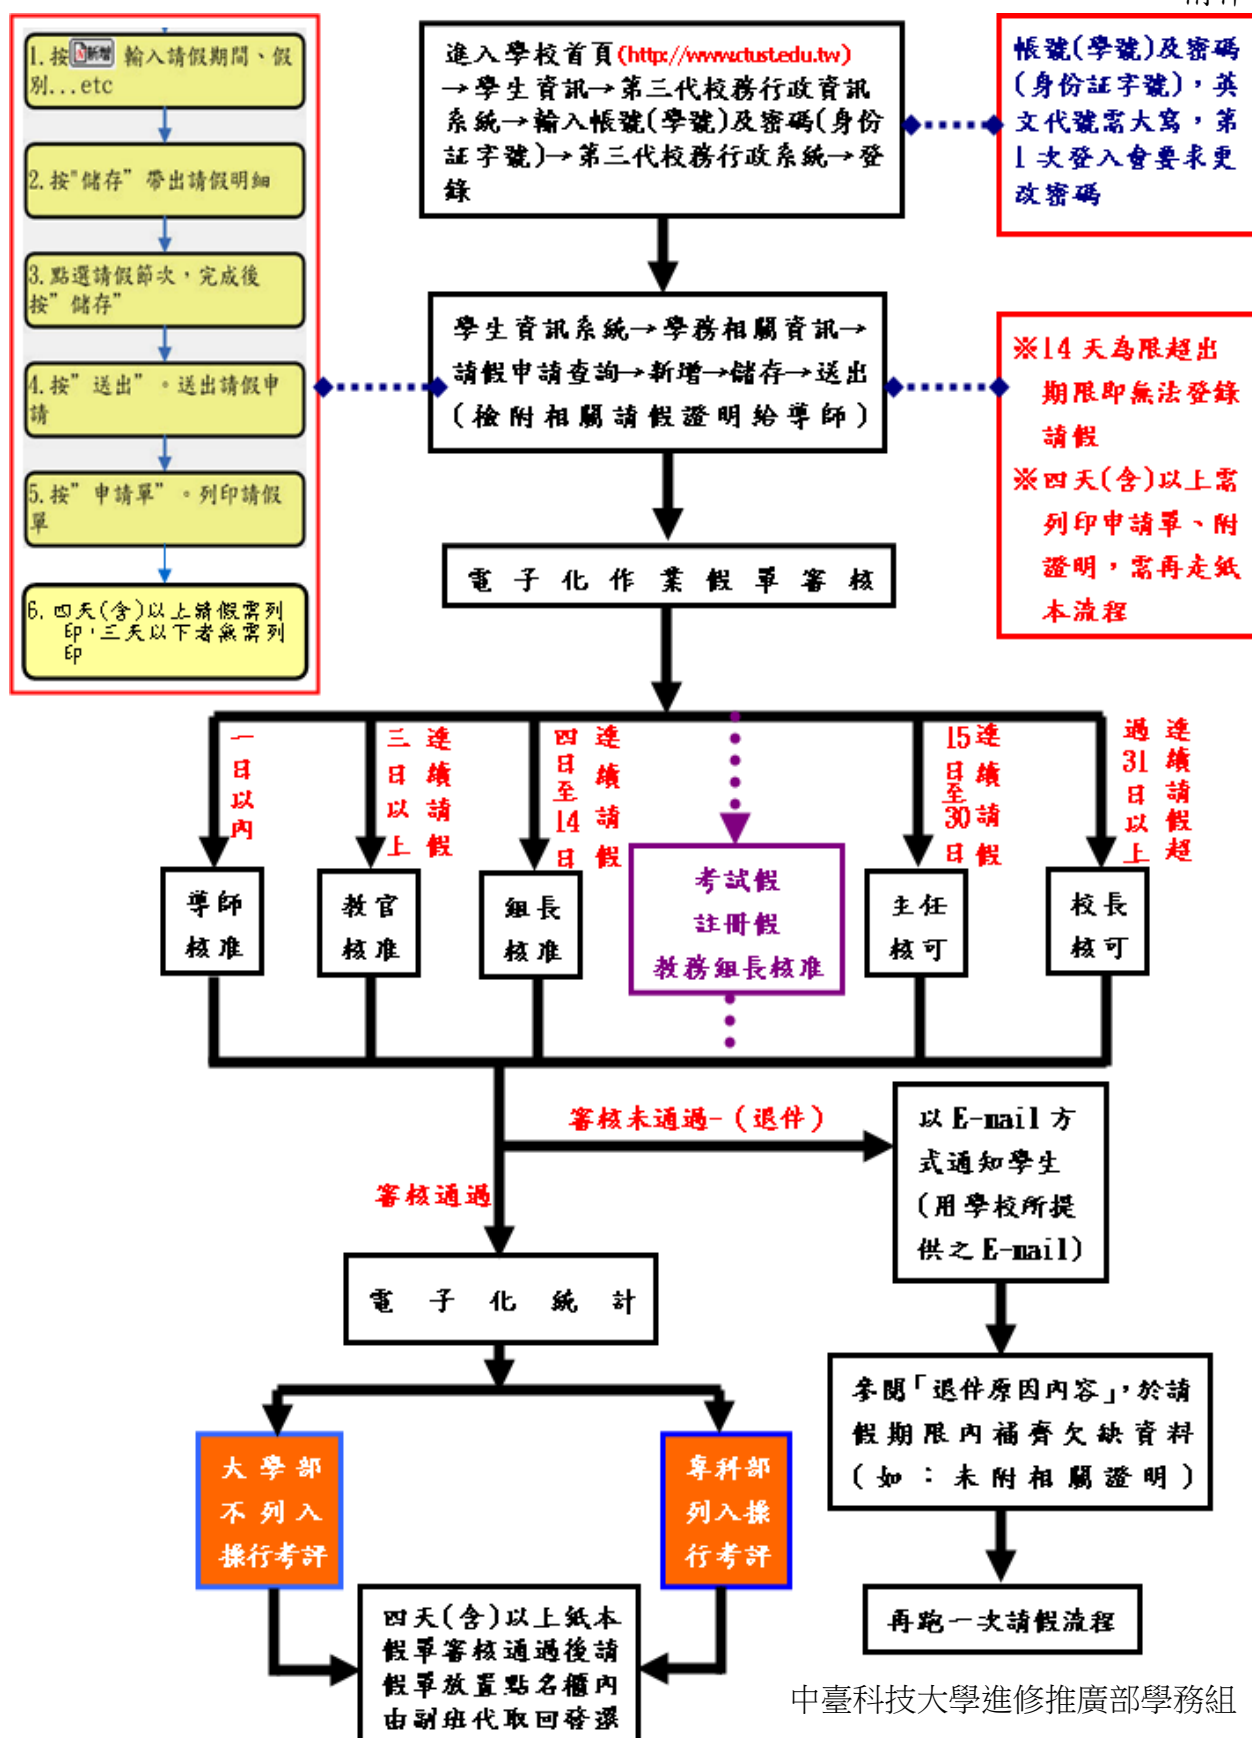 1.按新增 輸入請假期間、假
別...etc
2.按"儲存” 帶出請假明細
3.點選請假節次，完成後
按” 儲存”
4.按” 送出” 。送出請假申
請
5.按” 申請單” 。列印請假
單
6.四天(含)以上請假需列
印，三天以下者無需列
印
進入學校首頁(http://www.ctust.edu.tw)
→學生資訊→第三代校務行政資訊
系統→輸入帳號(學號)及密碼(身份
証字號)→第三代校務行政系統→登
錄
帳號(學號)及密碼
(身份証字號)，英
文代號需大寫，第
1次登入會要求更
改密碼
學生資訊系統→學務相關資訊→
請假申請查詢→新增→儲存→送出
(檢附相關請假證明給導師)
※14天為限超出
期限即無法登錄
請假
※四天(含)以上需
列印申請單、附
證明，需再走紙
本流程
電子化作業假單審核
一日以內
連續請假
三日以上
連續請假
四日至14日
連續請假
15日至30日
連續請假超
過31日以上
導師
核准
教官
核准
組長
核准
考試假
註冊假
教務組長核准
主任
核可
校長
核可
審核未通過-(退件)
審核通過
以E-mail方
式通知學生
(用學校所提
供之E-mail)
電子化統計
參閱「退件原因內容」，於請
假期限內補齊欠缺資料
(如：未附相關證明)
大學部
不列入
操行考評
專科部
列入操
行考評
再跑一次請假流程
四天(含)以上紙本
假單審核通過後請
假單放置點名櫃內
由副班代取回發還
中臺科技大學進修推廣部學務組